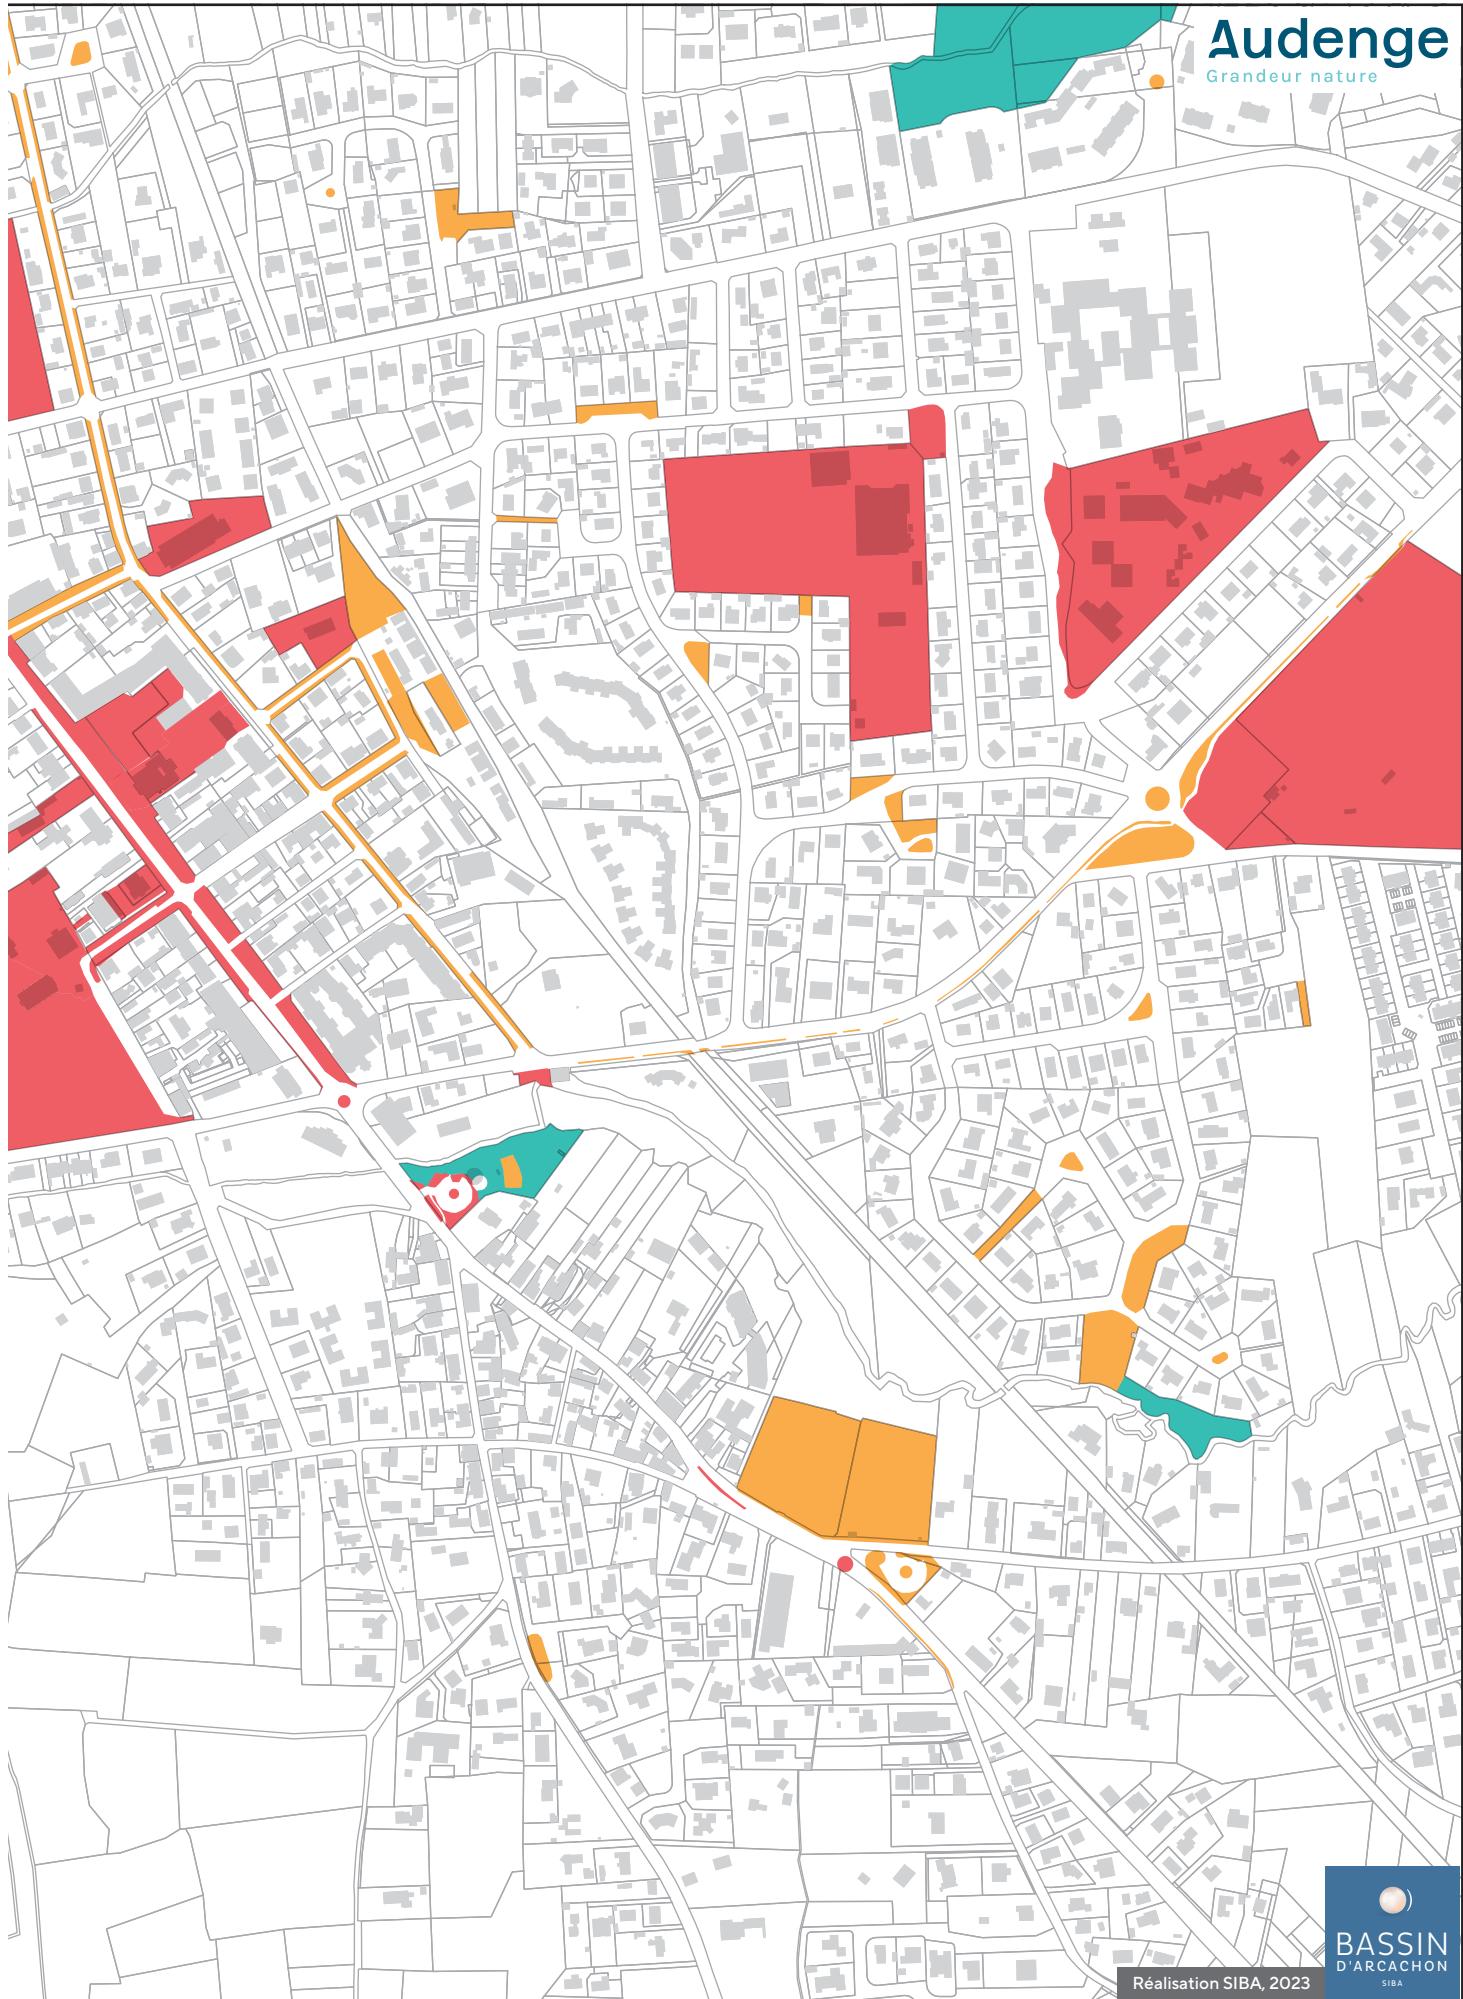 Audenge
Grandeur nature
BASSIN
D'ARCACHON
SIBA
Réalisation SIBA, 2023